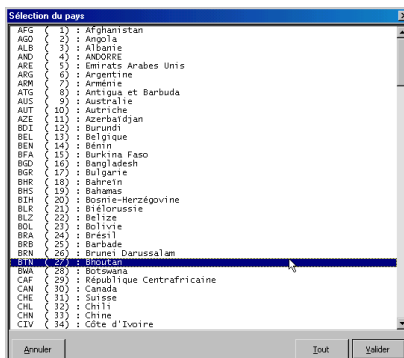 Sélection du pays
AFG ( 1) : Afghanistan
AGO ( 2) : Angola
ALB ( 3) : Albanie
AND ( 4) : ANDORRE
ARE ( 5) : Emirats Arabes Unis
ARG ( 6) : Argentine
ARM ( 7) : Arménie
ATG ( 8) : Antigua et Barbuda
AUS ( 9) : Australie
AUT ( 10) : Autriche
AZE ( 11) : Azerbaïdjan
BDI ( 12) : Burundi
BEL ( 13) : Belgique
BEN ( 14) : Bénin
BFA ( 15) : Burkina Faso
BGD ( 16) : Bangladesh
BGR ( 17) : Bulgarie
BHR ( 18) : Bahreïn
BHS ( 19) : Bahamas
BIH ( 20) : Bosnie-Herzégovine
BLR ( 21) : Biélorussie
BLZ ( 22) : Belize
BOL ( 23) : Bolivie
BRA ( 24) : Brésil
BRB ( 25) : Barbade
BRN ( 26) : Brunei Darussalam
BTN ( 27) : Bhoutan
BWA ( 28) : Botswana
CAF ( 29) : République Centrafricaine
CAN ( 30) : Canada
CHE ( 31) : Suisse
CHL ( 32) : Chili
CHN ( 33) : Chine
CIV ( 34) : Côte d'Ivoire
Annuler Tout Valider